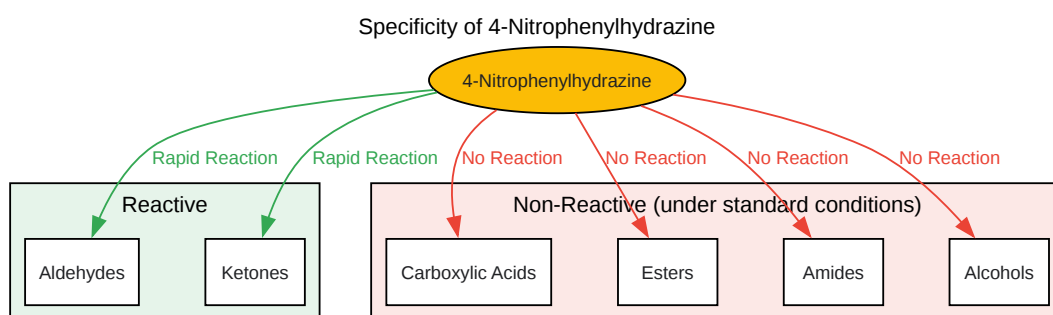 Specificity of 4-Nitrophenylhydrazine
4-Nitrophenylhydrazine
Rapid Reaction
Rapid Reaction
No Reaction
No Reaction
No Reaction
No Reaction
Reactive
Non-Reactive (under standard conditions)
Aldehydes
Ketones
Carboxylic Acids
Esters
Amides
Alcohols